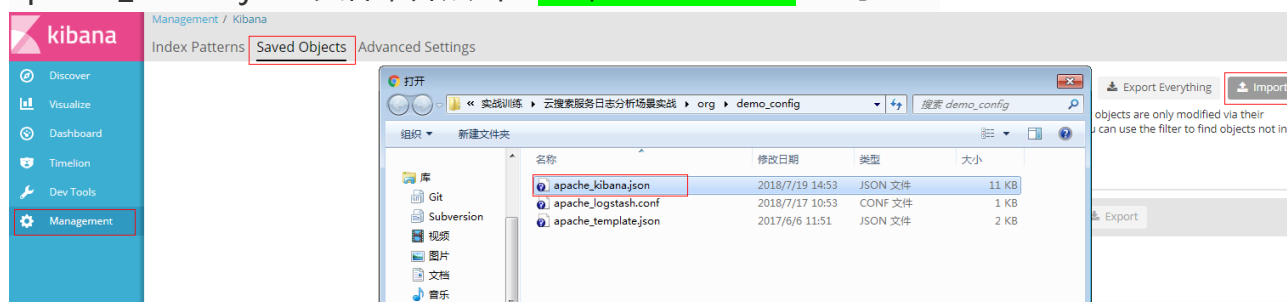 Management / Kibana
kibana
Index Patterns Saved Objects Advanced Settings
Discover
Visualize
Dashboard
Timelion
Dev Tools
Management
打开
« 实战训练 ▸ 云搜索服务日志分析场景实战 ▸ org ▸ demo_config
搜索 demo_config
组织 新建文件夹
名称 修改日期 类型 大小
库
Git
Subversion
视频
图片
文档
音乐
apache_kibana.json 2018/7/19 14:53 JSON 文件 11 KB
apache_logstash.conf 2018/7/17 10:53 CONF 文件 1 KB
apache_template.json 2017/6/6 11:51 JSON 文件 2 KB
Export Everything Import
objects are only modified via their
can use the filter to find objects not in
Export